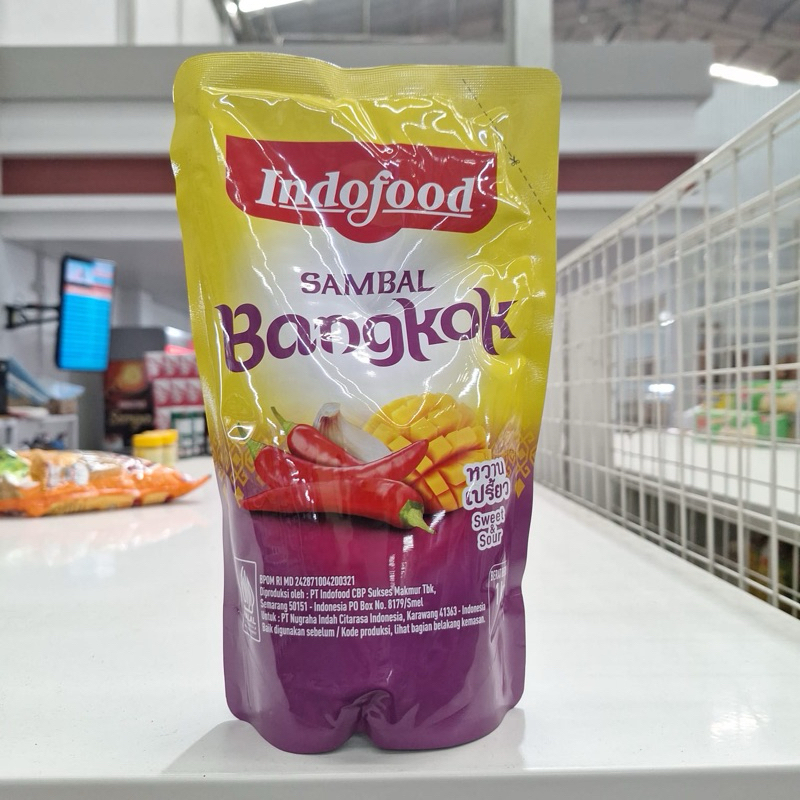 Indofood
SAMBAL
Bangkok
หวาน
เปรี้ยว
Sweet
&
Sour
BPOM RI MD 242871004200321
Diproduksi oleh : PT Indofood CBP Sukses Makmur Tbk,
Semarang 50151 - Indonesia PO Box No. 8179/Smel
Untuk : PT Nugraha Indah Citarasa Indonesia, Karawang 41363 - Indonesia
Baik digunakan sebelum / Kode produksi, lihat bagian belakang kemasan.